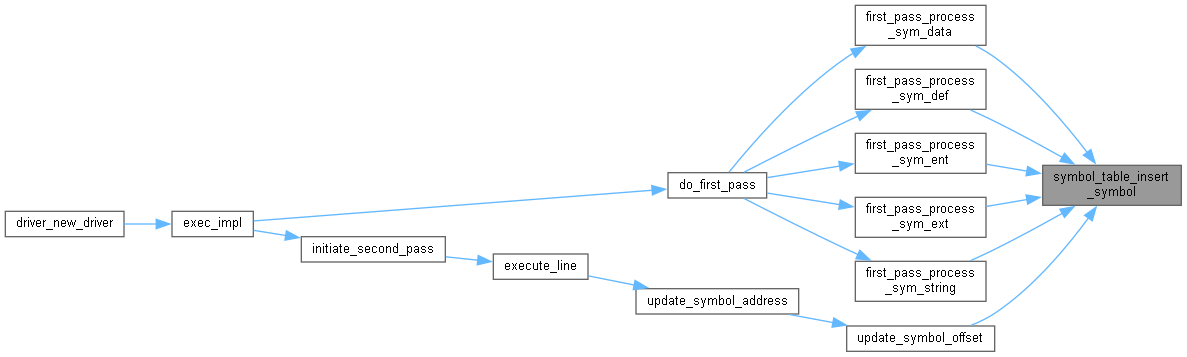 first_pass_process
_sym_data
first_pass_process
_sym_def
first_pass_process
_sym_ent
symbol_table_insert
_symbol
do_first_pass
driver_new_driver
exec_impl
first_pass_process
_sym_ext
initiate_second_pass
execute_line
first_pass_process
_sym_string
update_symbol_address
update_symbol_offset